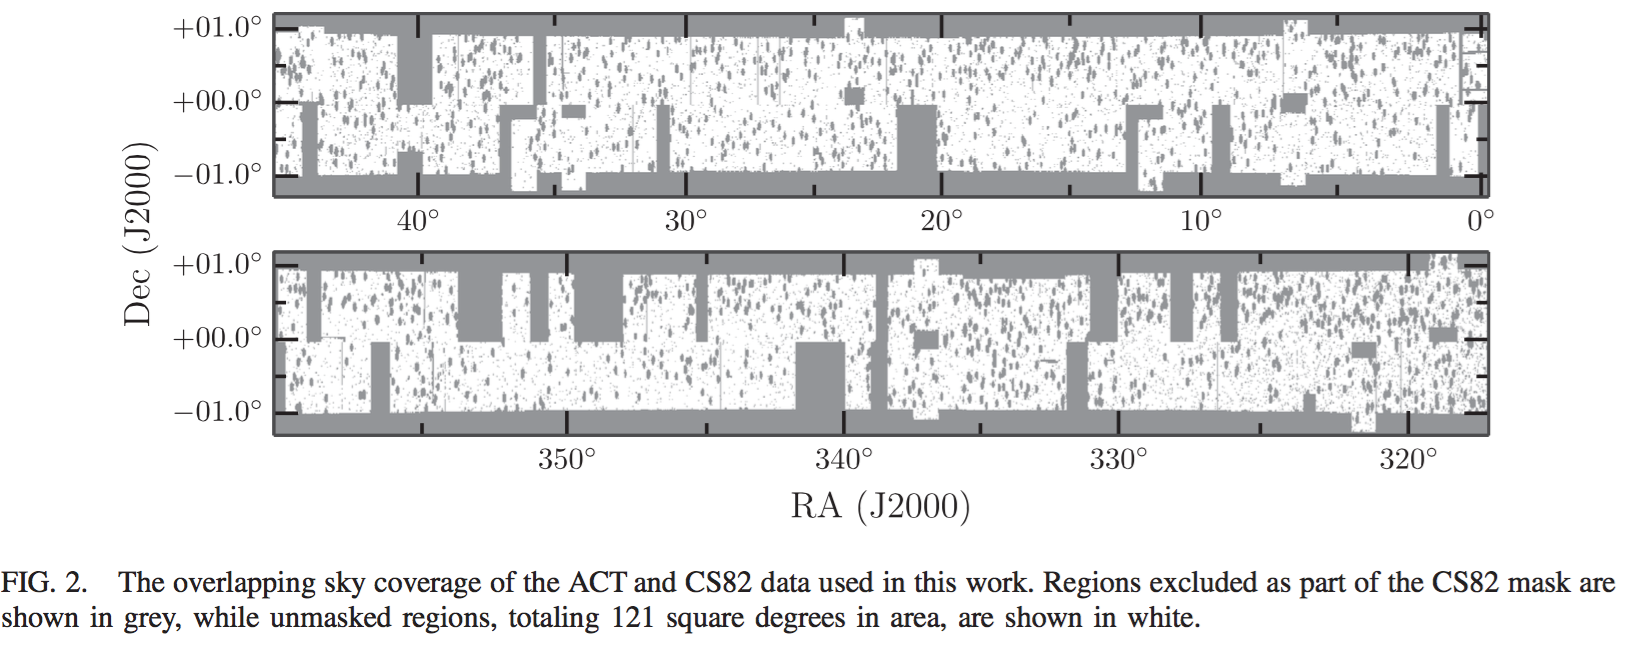 +01.0°
+00.0°
−01.0°
40° 30° 20° 10° 0°
Dec (J2000)
+01.0°
+00.0°
−01.0°
350° 340° 330° 320°
RA (J2000)
FIG. 2. The overlapping sky coverage of the ACT and CS82 data used in this work. Regions excluded as part of the CS82 mask are
shown in grey, while unmasked regions, totaling 121 square degrees in area, are shown in white.